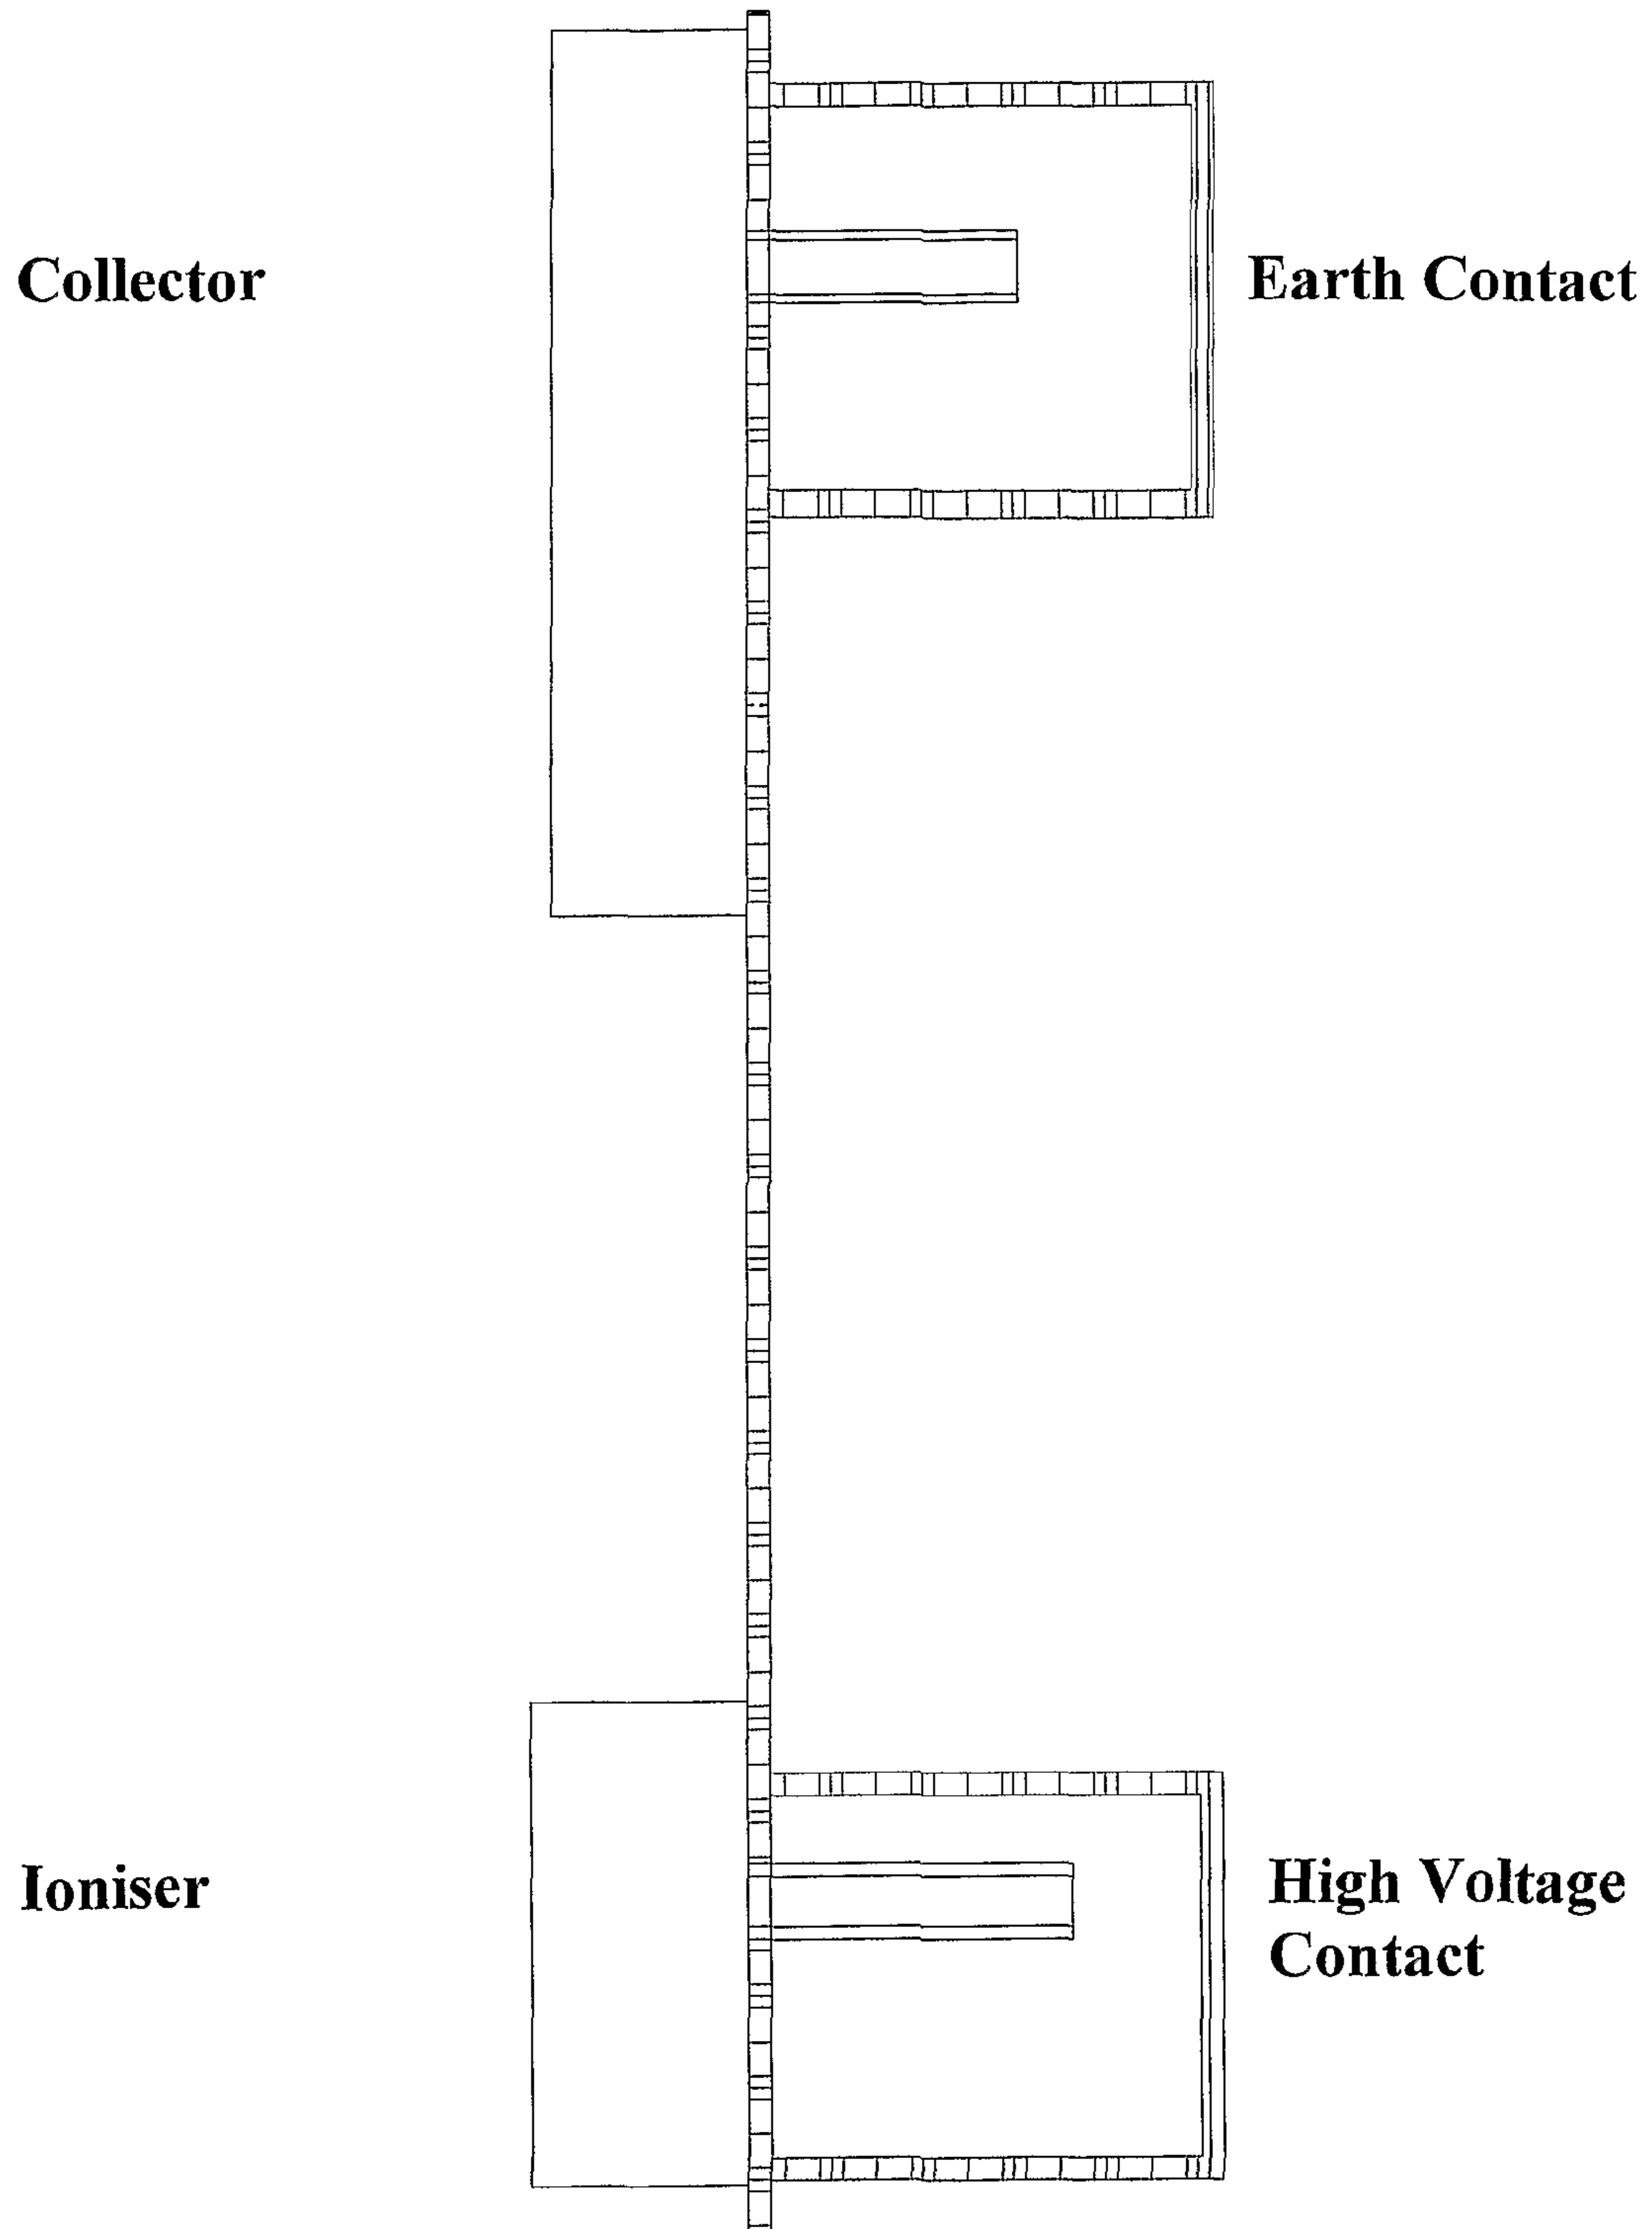 Collector
Earth Contact
Ioniser
High Voltage
Contact